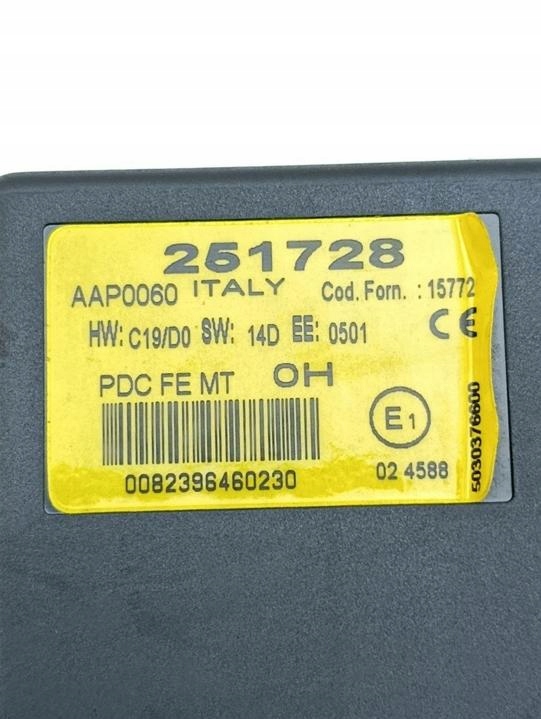 251728
AAP0060 ITALY Cod. Forn. : 15772
HW: C19/D0 SW: 14D EE: 0501 CE
PDC FE MT OH
E1
0082396460230
02 4588
5030376600